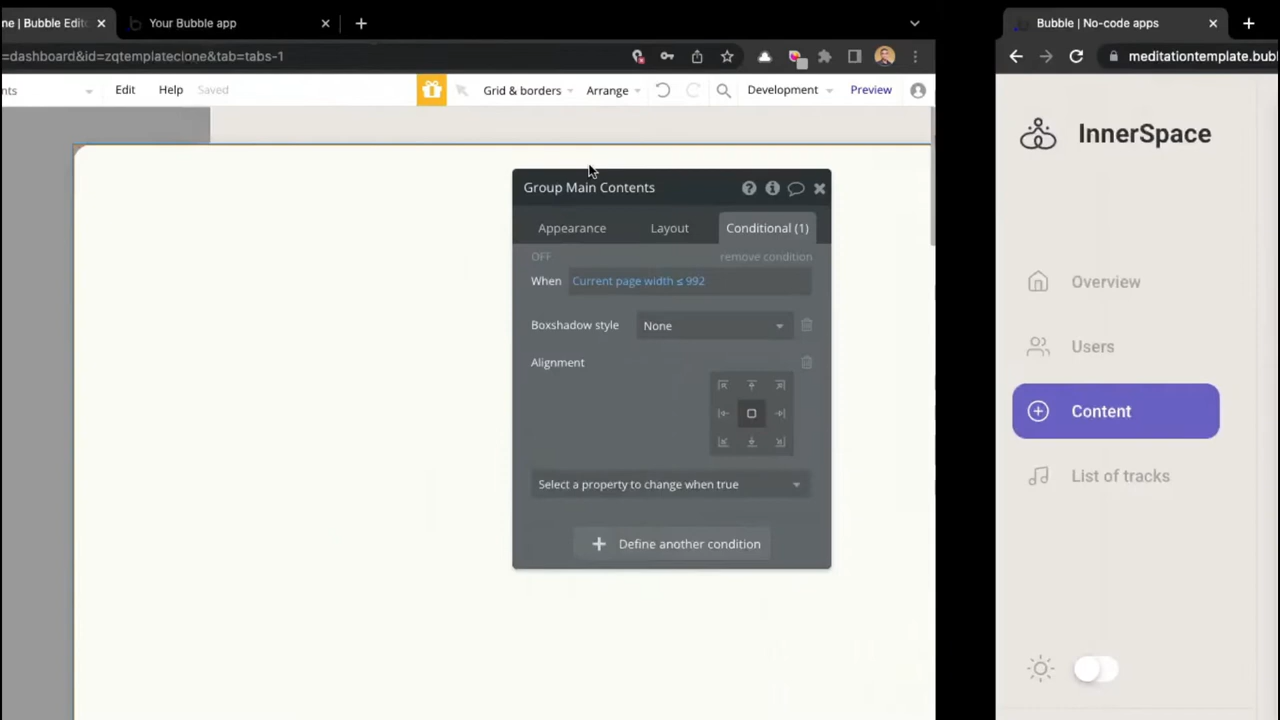 ne | Bubble Edit
Your Bubble app
Bubble | No-code apps
=dashboard&id=zqtemplateclone&tab=tabs-1
meditationtemplate.bubb
nts
Edit
Help
Saved
Grid & borders
Arrange
Development
Preview
InnerSpace
Group Main Contents
Appearance
Layout
Conditional (1)
OFF
remove condition
When
Current page width ≤ 992
Boxshadow style
None
Alignment
Select a property to change when true
Define another condition
Overview
Users
Content
List of tracks